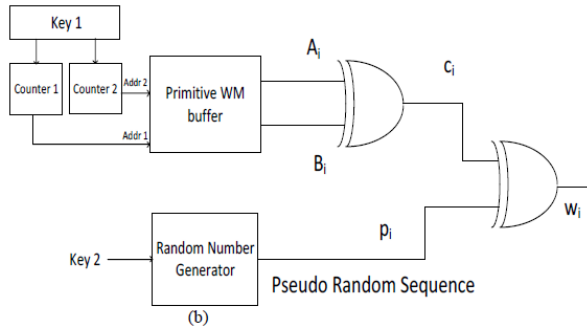 Key 1
Counter 1
Counter 2
Addr 2
Addr 1
Primitive WM
buffer
Aᵢ
Bᵢ
cᵢ
wᵢ
pᵢ
Key 2
Random Number
Generator
Pseudo Random Sequence
(b)